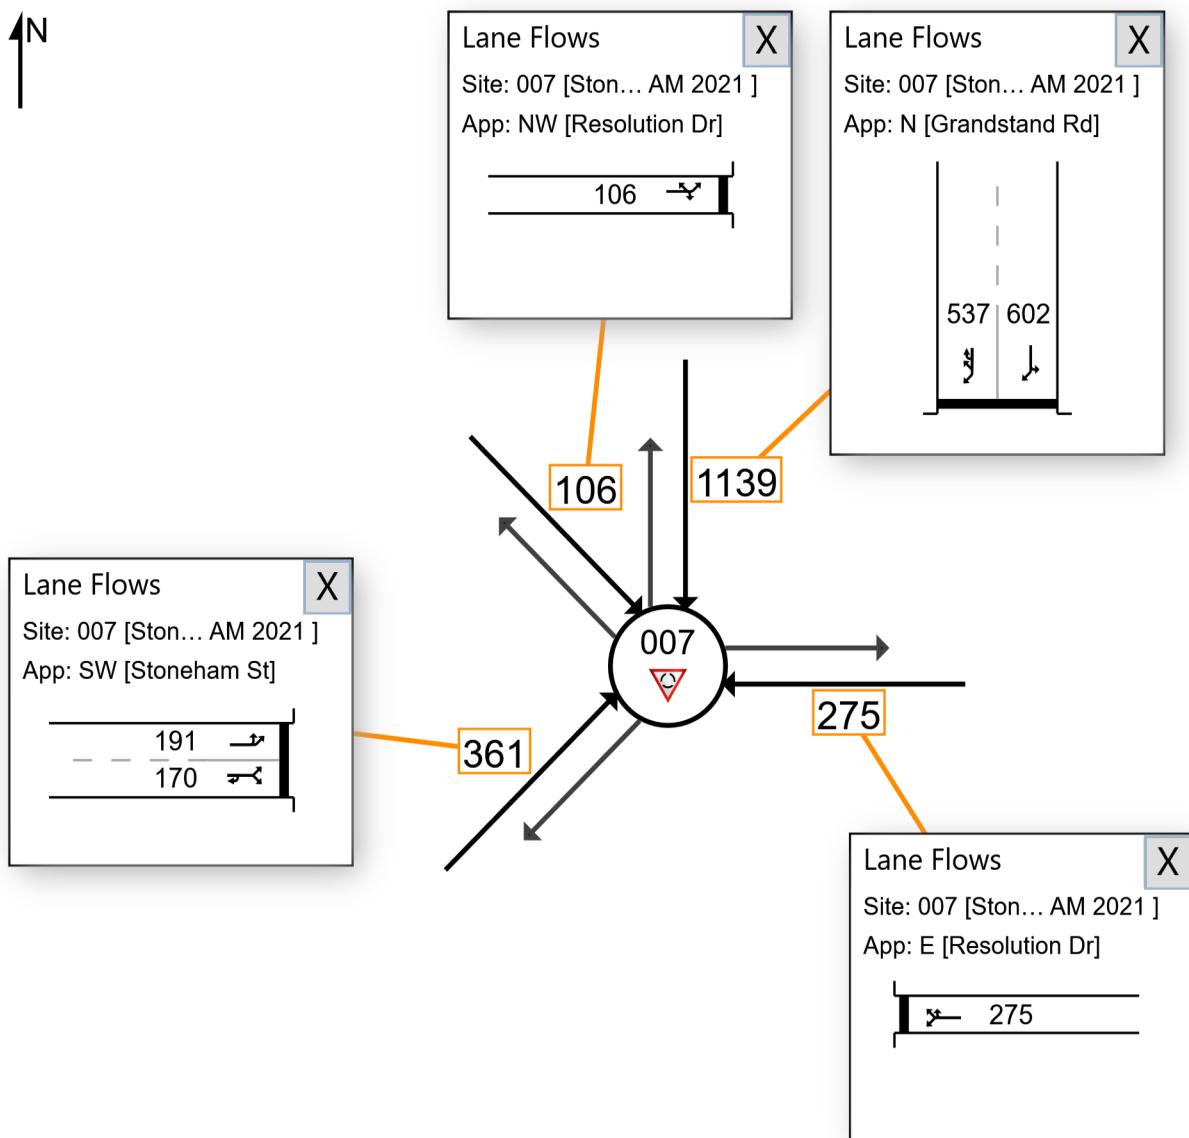 N
Lane Flows X
Site: 007 [Ston... AM 2021 ]
App: NW [Resolution Dr]
106
Lane Flows X
Site: 007 [Ston... AM 2021 ]
App: N [Grandstand Rd]
537 602
106
1139
Lane Flows X
Site: 007 [Ston... AM 2021 ]
App: SW [Stoneham St]
191
170
007
361
275
Lane Flows X
Site: 007 [Ston... AM 2021 ]
App: E [Resolution Dr]
275